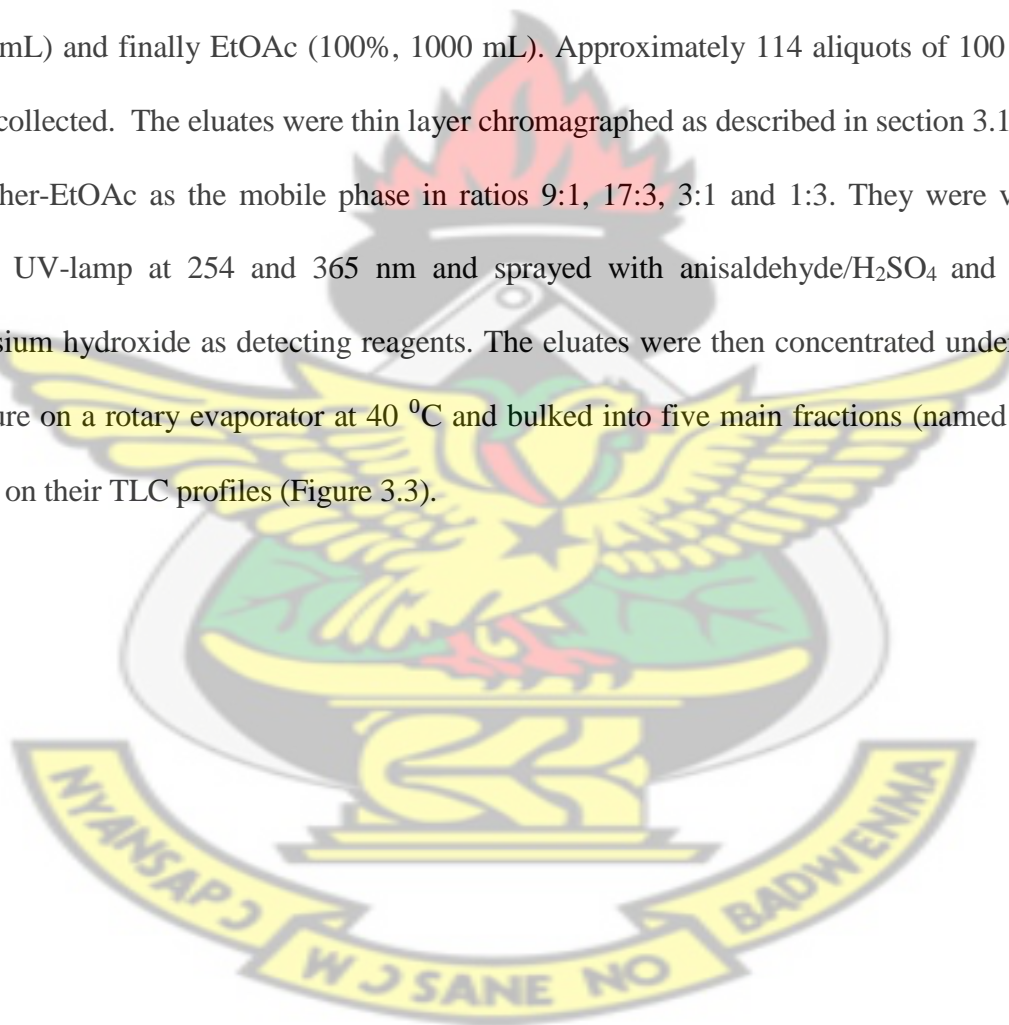 mL) and finally EtOAc (100%, 1000 mL). Approximately 114 aliquots of 100
collected. The eluates were thin layer chromagraphed as described in section 3.1
her-EtOAc as the mobile phase in ratios 9:1, 17:3, 3:1 and 1:3. They were v
UV-lamp at 254 and 365 nm and sprayed with anisaldehyde/H₂SO₄ and
sium hydroxide as detecting reagents. The eluates were then concentrated under
ure on a rotary evaporator at 40 ⁰C and bulked into five main fractions (named
on their TLC profiles (Figure 3.3).
NYANSAPƆ WƆSANE NO BADWENMA